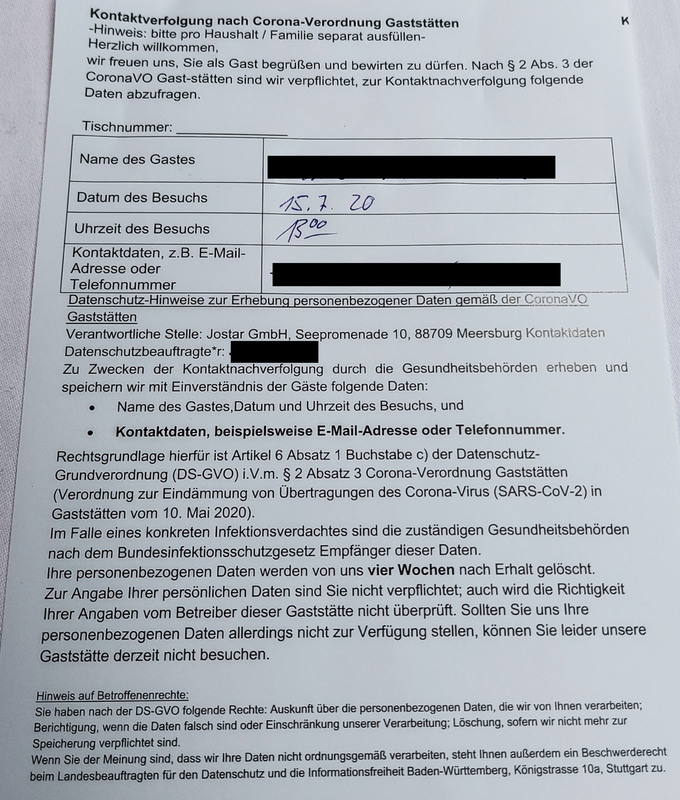 Kontaktverfolgung nach Corona-Verordnung Gaststätten
K
-Hinweis: bitte pro Haushalt / Familie separat ausfüllen-
Herzlich willkommen,
wir freuen uns, Sie als Gast begrüßen und bewirten zu dürfen. Nach § 2 Abs. 3 der
CoronaVO Gast-stätten sind wir verpflichtet, zur Kontaktnachverfolgung folgende
Daten abzufragen.
Tischnummer:
Name des Gastes
Datum des Besuchs 15.7.20
Uhrzeit des Besuchs 13 00
Kontaktdaten, z.B. E-Mail-
Adresse oder
Telefonnummer
Datenschutz-Hinweise zur Erhebung personenbezogener Daten gemäß der CoronaVO
Gaststätten
Verantwortliche Stelle: Jostar GmbH, Seepromenade 10, 88709 Meersburg Kontaktdaten
Datenschutzbeauftragte*r:
Zu Zwecken der Kontaktnachverfolgung durch die Gesundheitsbehörden erheben und
speichern wir mit Einverständnis der Gäste folgende Daten:
• Name des Gastes,Datum und Uhrzeit des Besuchs, und
• Kontaktdaten, beispielsweise E-Mail-Adresse oder Telefonnummer.
Rechtsgrundlage hierfür ist Artikel 6 Absatz 1 Buchstabe c) der Datenschutz-
Grundverordnung (DS-GVO) i.V.m. § 2 Absatz 3 Corona-Verordnung Gaststätten
(Verordnung zur Eindämmung von Übertragungen des Corona-Virus (SARS-CoV-2) in
Gaststätten vom 10. Mai 2020).
Im Falle eines konkreten Infektionsverdachtes sind die zuständigen Gesundheitsbehörden
nach dem Bundesinfektionsschutzgesetz Empfänger dieser Daten.
Ihre personenbezogenen Daten werden von uns vier Wochen nach Erhalt gelöscht.
Zur Angabe Ihrer persönlichen Daten sind Sie nicht verpflichtet; auch wird die Richtigkeit
Ihrer Angaben vom Betreiber dieser Gaststätte nicht überprüft. Sollten Sie uns Ihre
personenbezogenen Daten allerdings nicht zur Verfügung stellen, können Sie leider unsere
Gaststätte derzeit nicht besuchen.
Hinweis auf Betroffenenrechte:
Sie haben nach der DS-GVO folgende Rechte: Auskunft über die personenbezogenen Daten, die wir von Ihnen verarbeiten;
Berichtigung, wenn die Daten falsch sind oder Einschränkung unserer Verarbeitung; Löschung, sofern wir nicht mehr zur
Speicherung verpflichtet sind.
Wenn Sie der Meinung sind, dass wir Ihre Daten nicht ordnungsgemäß verarbeiten, steht Ihnen außerdem ein Beschwerderecht
beim Landesbeauftragten für den Datenschutz und die Informationsfreiheit Baden-Württemberg, Königstrasse 10a, Stuttgart zu.